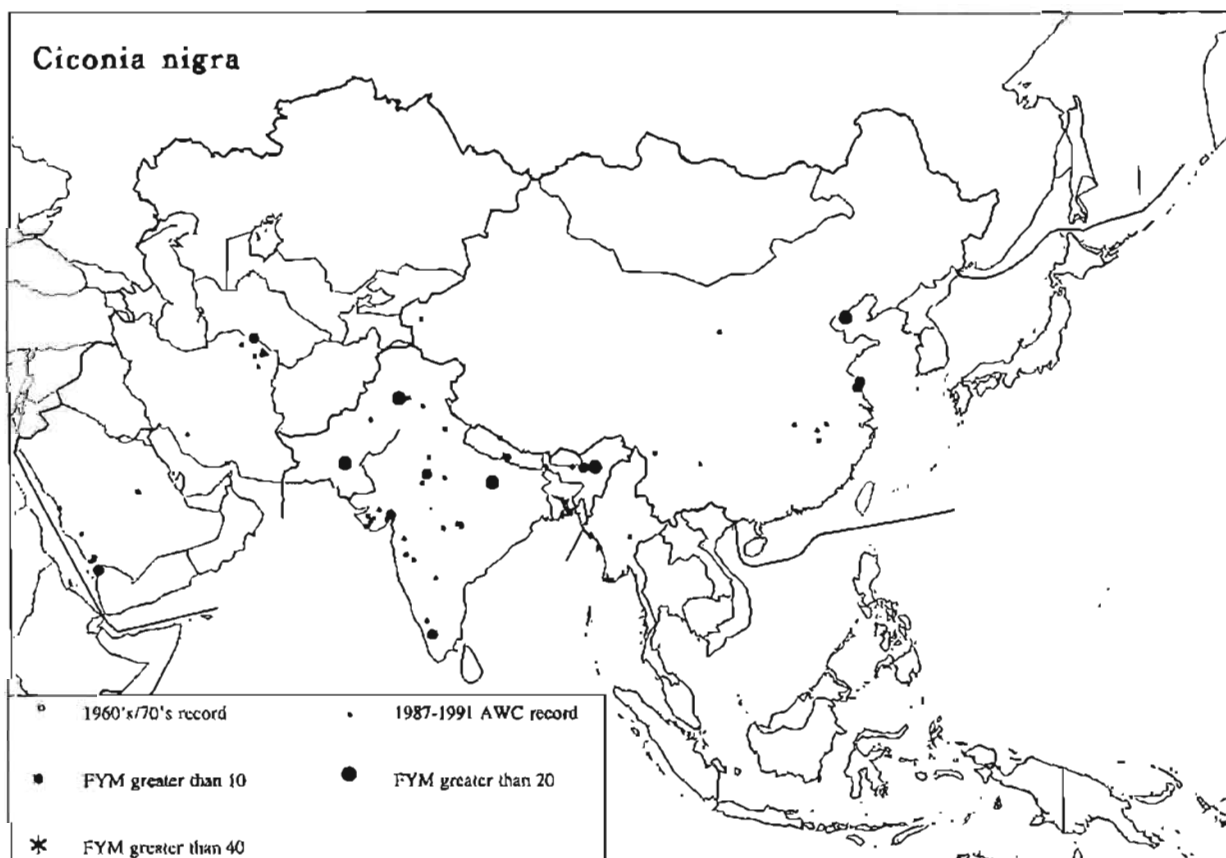 Ciconia nigra
1960's/70's record
1987-1991 AWC record
FYM greater than 10
FYM greater than 20
FYM greater than 40